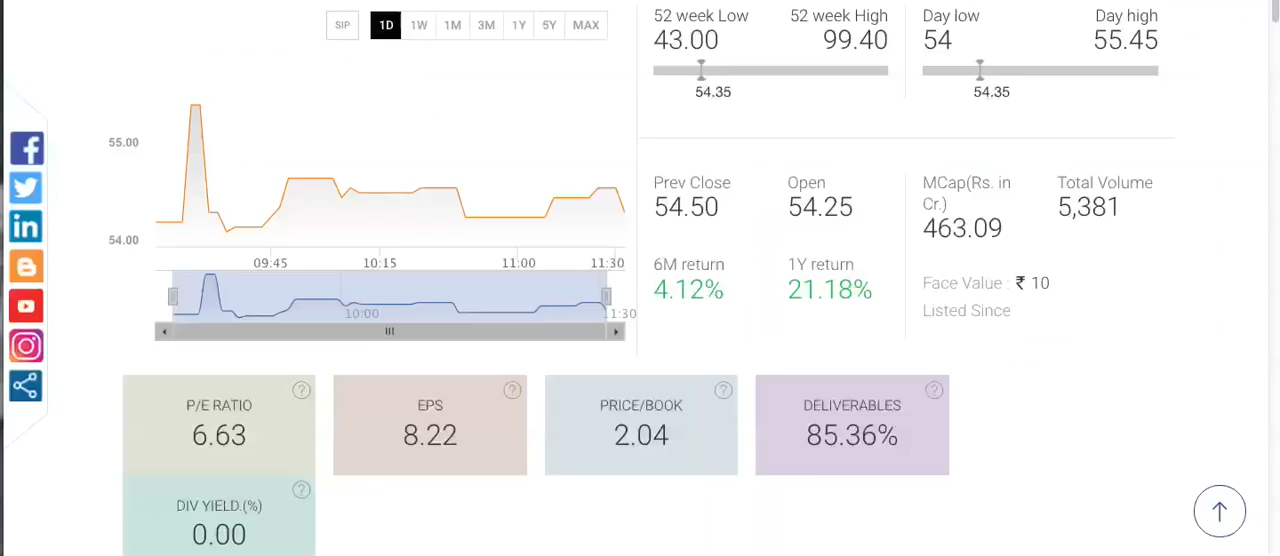 SIP 1D 1W 1M 3M 1Y 5Y MAX
55.00
54.00
09:45 10:15 11:00 11:30
10:00 11:30
52 week Low 52 week High
43.00 99.40
54.35
Day low Day high
54 55.45
54.35
Prev Close Open
54.50 54.25
6M return 1Y return
4.12% 21.18%
MCap(Rs. in
Cr.)
463.09
Total Volume
5,381
Face Value : ₹ 10
Listed Since
P/E RATIO
6.63
EPS
8.22
PRICE/BOOK
2.04
DELIVERABLES
85.36%
DIV YIELD.(%)
0.00